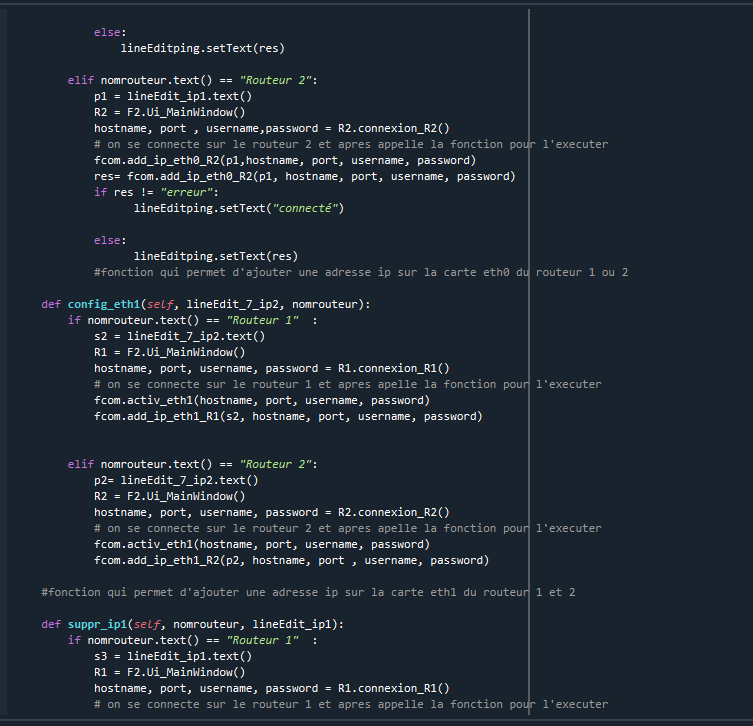 else:
lineEditping.setText(res)
elif nomrouteur.text() == "Routeur 2":
p1 = lineEdit_ip1.text()
R2 = F2.Ui_MainWindow()
hostname, port , username,password = R2.connexion_R2()
# on se connecte sur le routeur 2 et apres appelle la fonction pour l'executer
fcom.add_ip_eth0_R2(p1,hostname, port, username, password)
res= fcom.add_ip_eth0_R2(p1, hostname, port, username, password)
if res != "erreur":
lineEditping.setText("connecté")
else:
lineEditping.setText(res)
#fonction qui permet d'ajouter une adresse ip sur la carte eth0 du routeur 1 ou 2
def config_eth1(self, lineEdit_7_ip2, nomrouteur):
if nomrouteur.text() == "Routeur 1"  :
s2 = lineEdit_7_ip2.text()
R1 = F2.Ui_MainWindow()
hostname, port, username, password = R1.connexion_R1()
# on se connecte sur le routeur 1 et apres apelle la fonction pour l'executer
fcom.activ_eth1(hostname, port, username, password)
fcom.add_ip_eth1_R1(s2, hostname, port, username, password)
elif nomrouteur.text() == "Routeur 2":
p2= lineEdit_7_ip2.text()
R2 = F2.Ui_MainWindow()
hostname, port, username, password = R2.connexion_R2()
# on se connecte sur le routeur 2 et apres apelle la fonction pour l'executer
fcom.activ_eth1(hostname, port, username, password)
fcom.add_ip_eth1_R2(p2, hostname, port , username, password)
#fonction qui permet d'ajouter une adresse ip sur la carte eth1 du routeur 1 et 2
def suppr_ip1(self, nomrouteur, lineEdit_ip1):
if nomrouteur.text() == "Routeur 1"  :
s3 = lineEdit_ip1.text()
R1 = F2.Ui_MainWindow()
hostname, port, username, password = R1.connexion_R1()
# on se connecte sur le routeur 1 et apres appelle la fonction pour l'executer